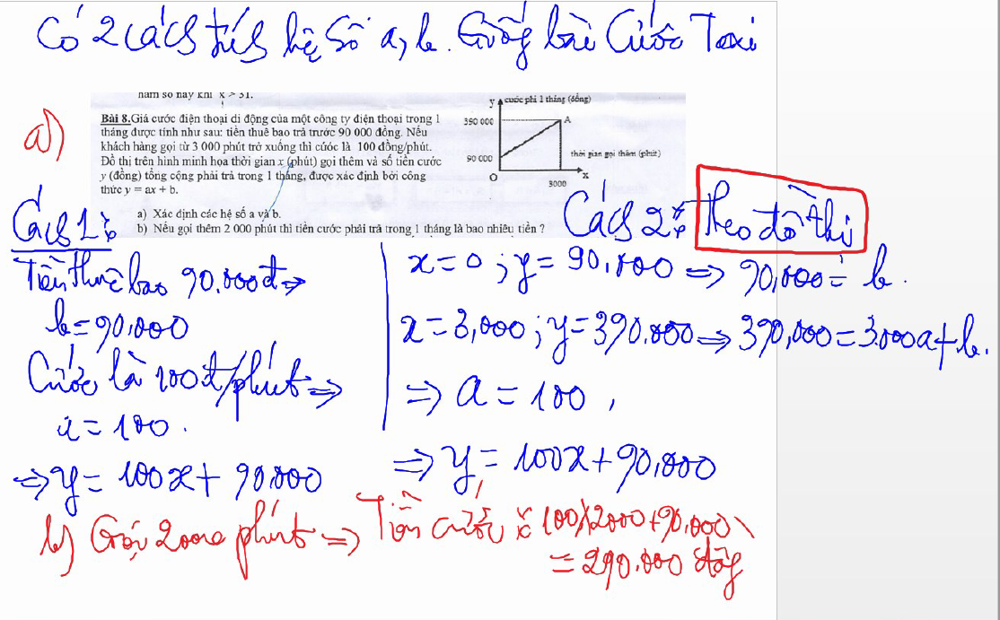 Có 2 cách tính hệ số a, b. Giống bài Cước Taxi
a)
năm số này khi x > 31.
Bài 8.Giá cước điện thoại di động của một công ty điện thoại trong 1
tháng được tính như sau: tiền thuê bao trả trước 90 000 đồng. Nếu
khách hàng gọi từ 3 000 phút trở xuống thì cước là 100 đồng/phút.
Đồ thị trên hình minh họa thời gian x (phút) gọi thêm và số tiền cước
y (đồng) tổng cộng phải trả trong 1 tháng, được xác định bởi công
thức y = ax + b.
a) Xác định các hệ số a và b.
b) Nếu gọi thêm 2 000 phút thì tiền cước phải trả trong 1 tháng là bao nhiêu tiền ?
y cước phí 1 tháng (đồng)
390 000
A
90 000
thời gian gọi thêm (phút)
O
3000
x
Cách 1:
Tiền thuê bao 90.000đ ⇒
b = 90.000
Cước là 100đ/phút ⇒
a = 100.
⇒ y = 100x + 90.000
Cách 2: Theo đồ thị
x = 0 ; y = 90.000 ⇒ 90.000 = b.
x = 3.000 ; y = 390.000 ⇒ 390.000 = 3.000a + b.
⇒ a = 100,
⇒ y = 100x + 90.000
b) Gọi 2000 phút ⇒ Tiền cước : 100x2000+90.000
= 290.000 đồng